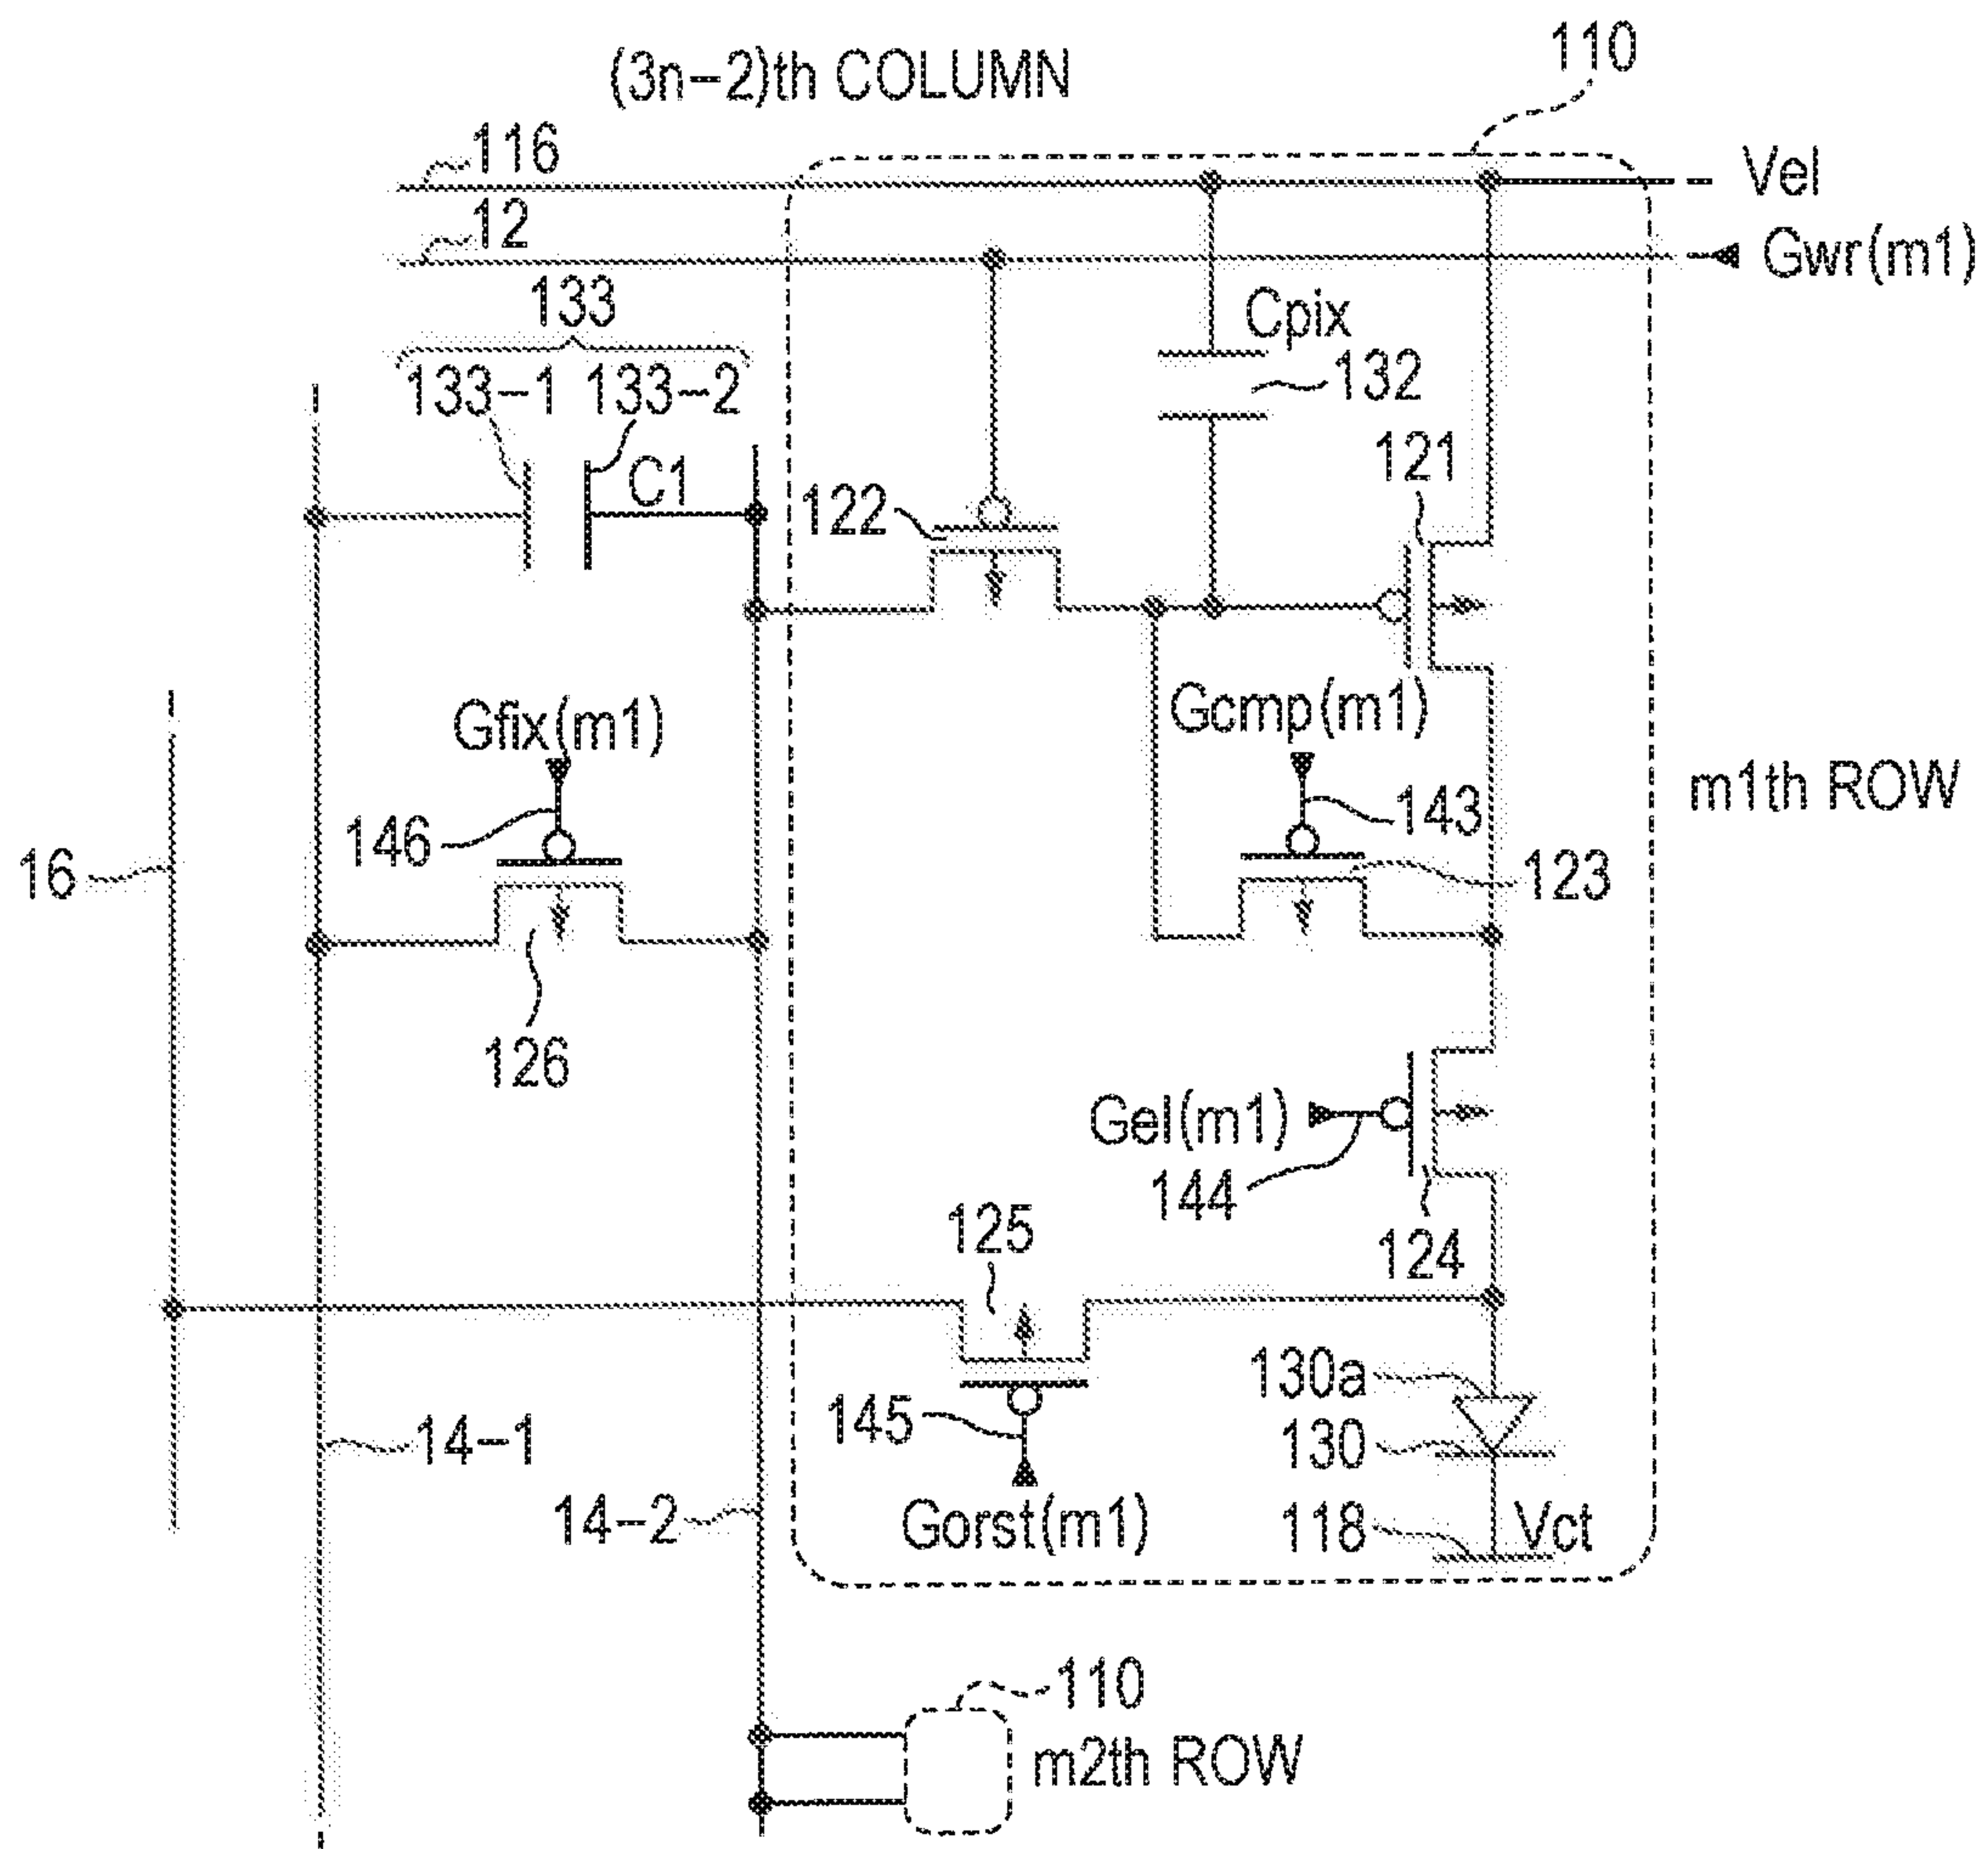 110
(3n-2)th COLUMN
116
Vel
12
Gwr(m1)
133
Cpix
133-1 133-2
132
C1
121
122
Gfix(m1)
Gcmp(m1)
m1th ROW
146
143
16
123
126
Gel(m1)
144
125
124
130a
145
14-1
130
14-2
Gorst(m1)
118
Vct
110
m2th ROW